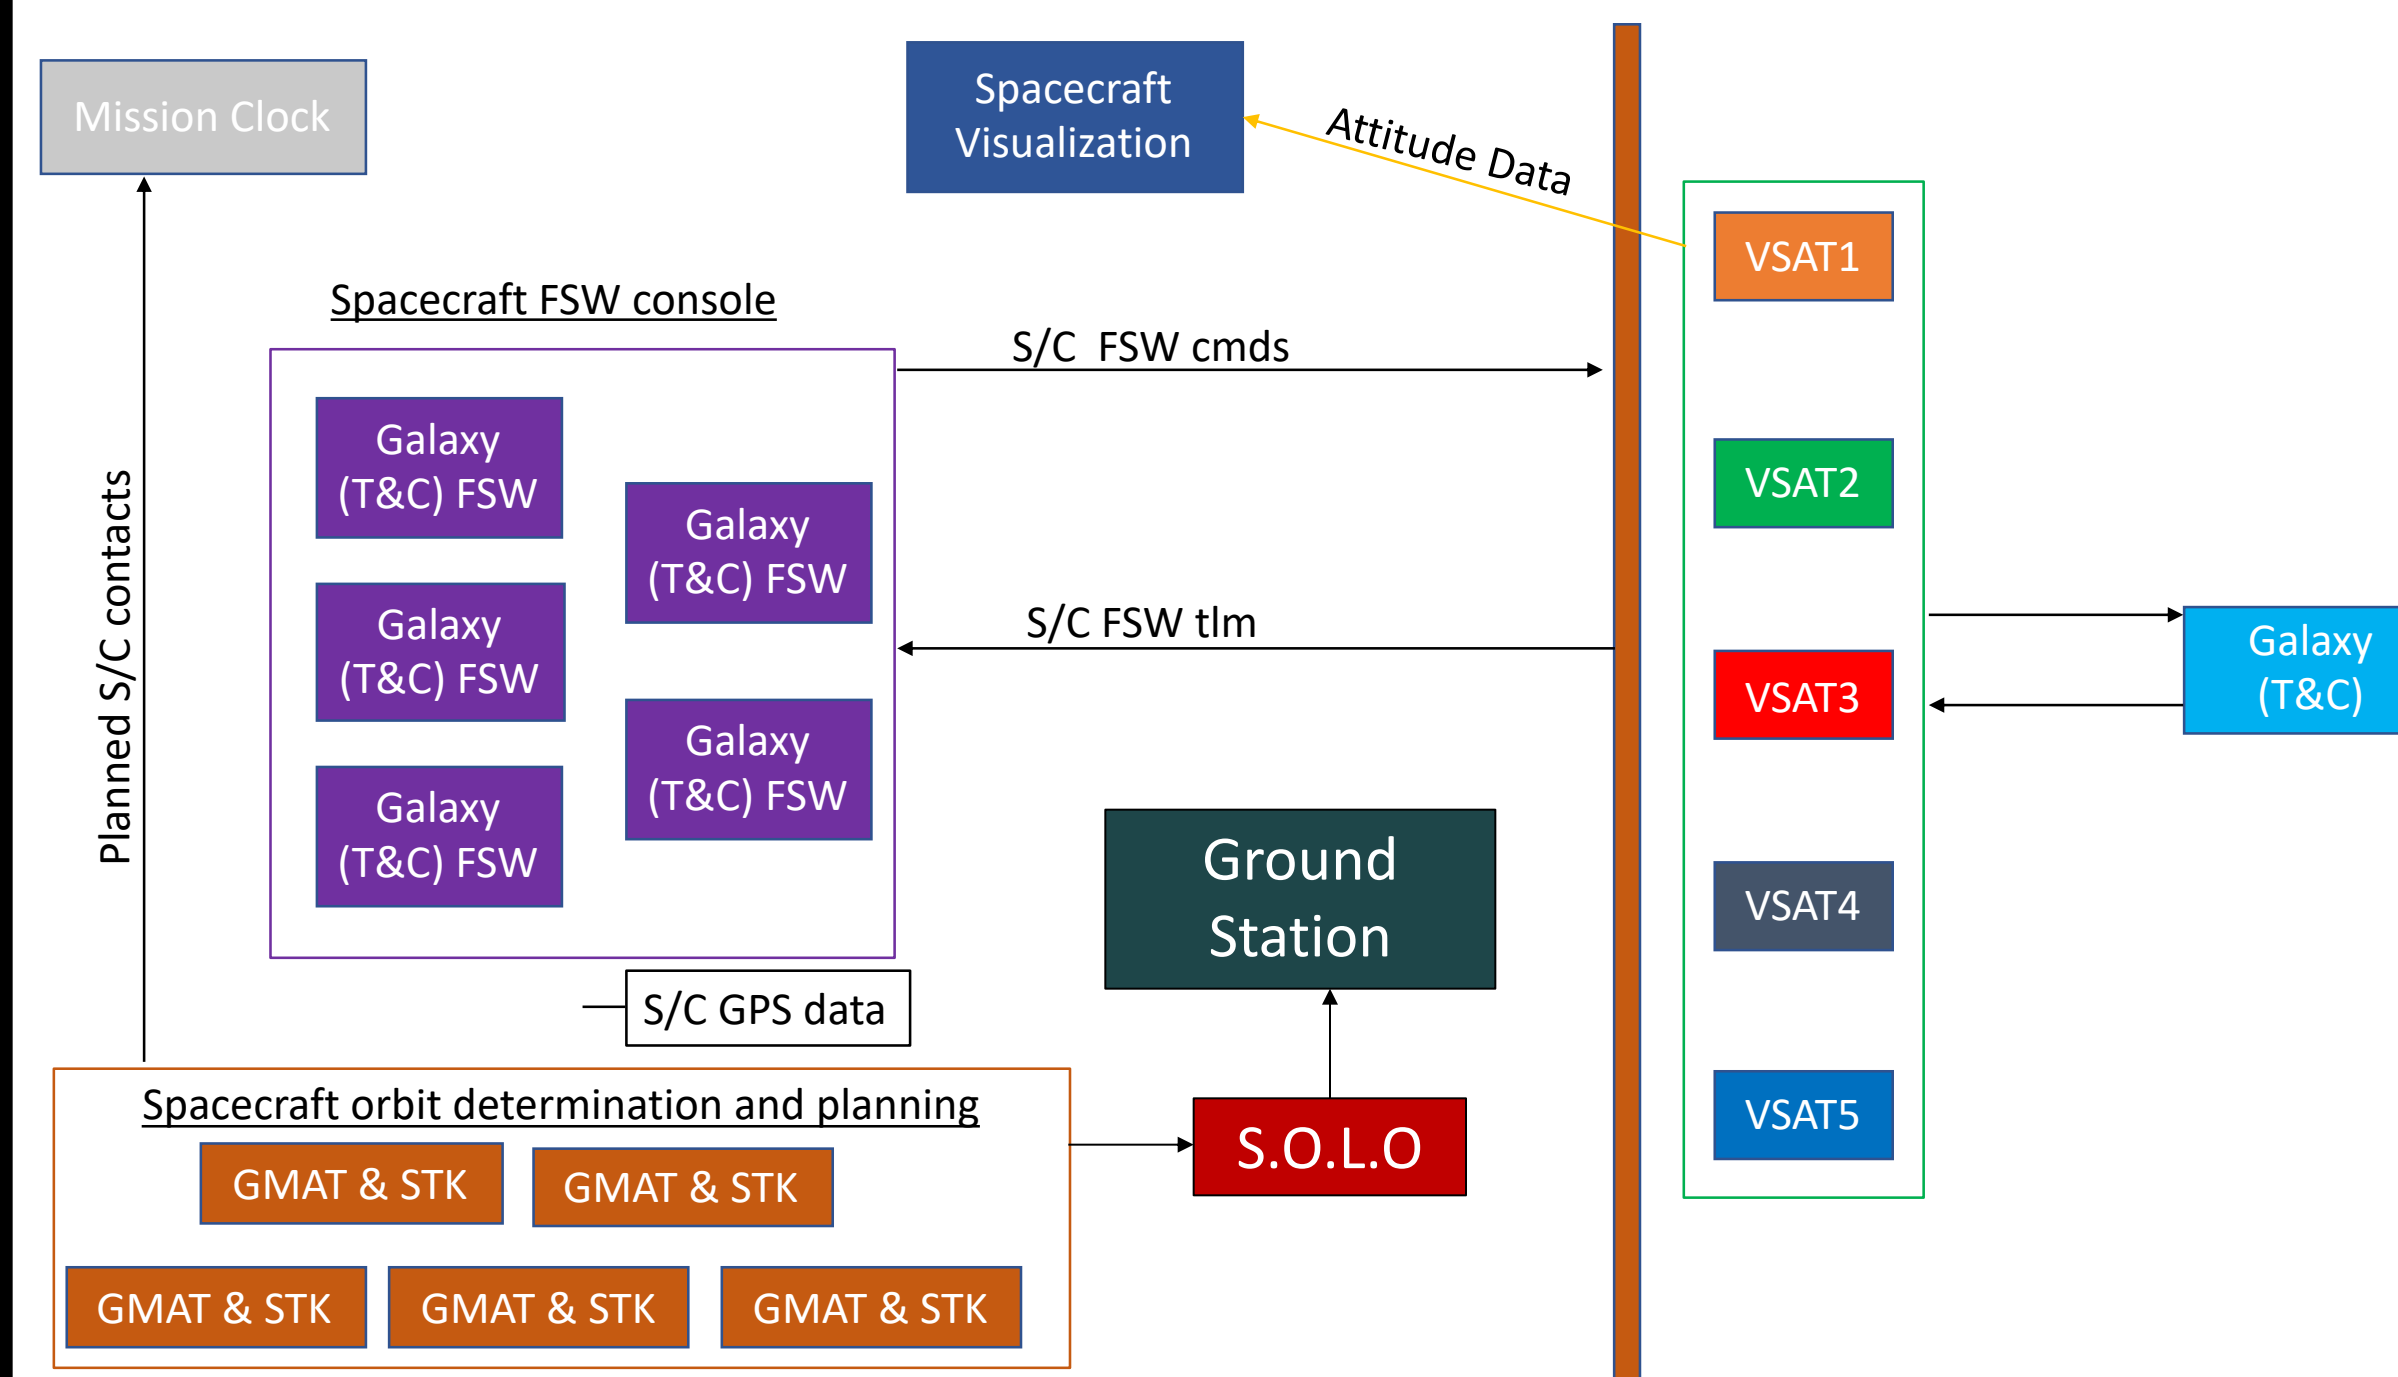 Mission Clock
Spacecraft
Visualization
Attitude Data
VSAT1
VSAT2
VSAT3
VSAT4
VSAT5
Spacecraft FSW console
S/C  FSW cmds
S/C FSW tlm
Galaxy
(T&C) FSW
Galaxy
(T&C) FSW
Galaxy
(T&C) FSW
Galaxy
(T&C) FSW
Galaxy
(T&C) FSW
Galaxy
(T&C)
Planned S/C contacts
Ground
Station
S/C GPS data
Spacecraft orbit determination and planning
GMAT & STK
GMAT & STK
GMAT & STK
GMAT & STK
GMAT & STK
S.O.L.O